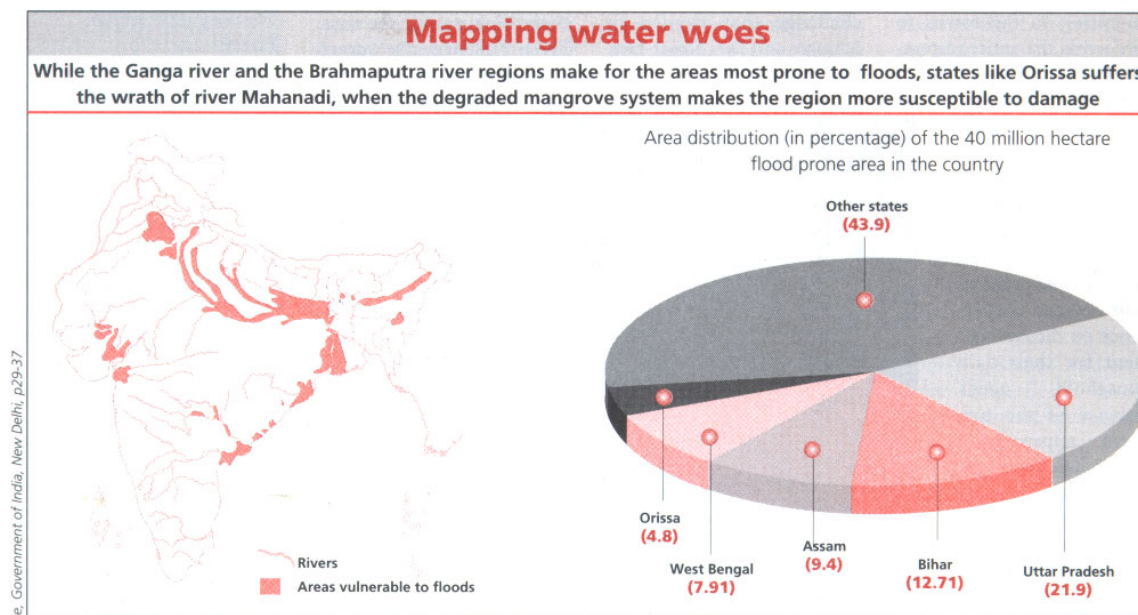 Mapping water woes
While the Ganga river and the Brahmaputra river regions make for the areas most prone to floods, states like Orissa suffers
the wrath of river Mahanadi, when the degraded mangrove system makes the region more susceptible to damage
Area distribution (in percentage) of the 40 million hectare
flood prone area in the country
Other states
(43.9)
Orissa
(4.8)
West Bengal
(7.91)
Assam
(9.4)
Bihar
(12.71)
Uttar Pradesh
(21.9)
Rivers
Areas vulnerable to floods
e, Government of India, New Delhi, p29-37